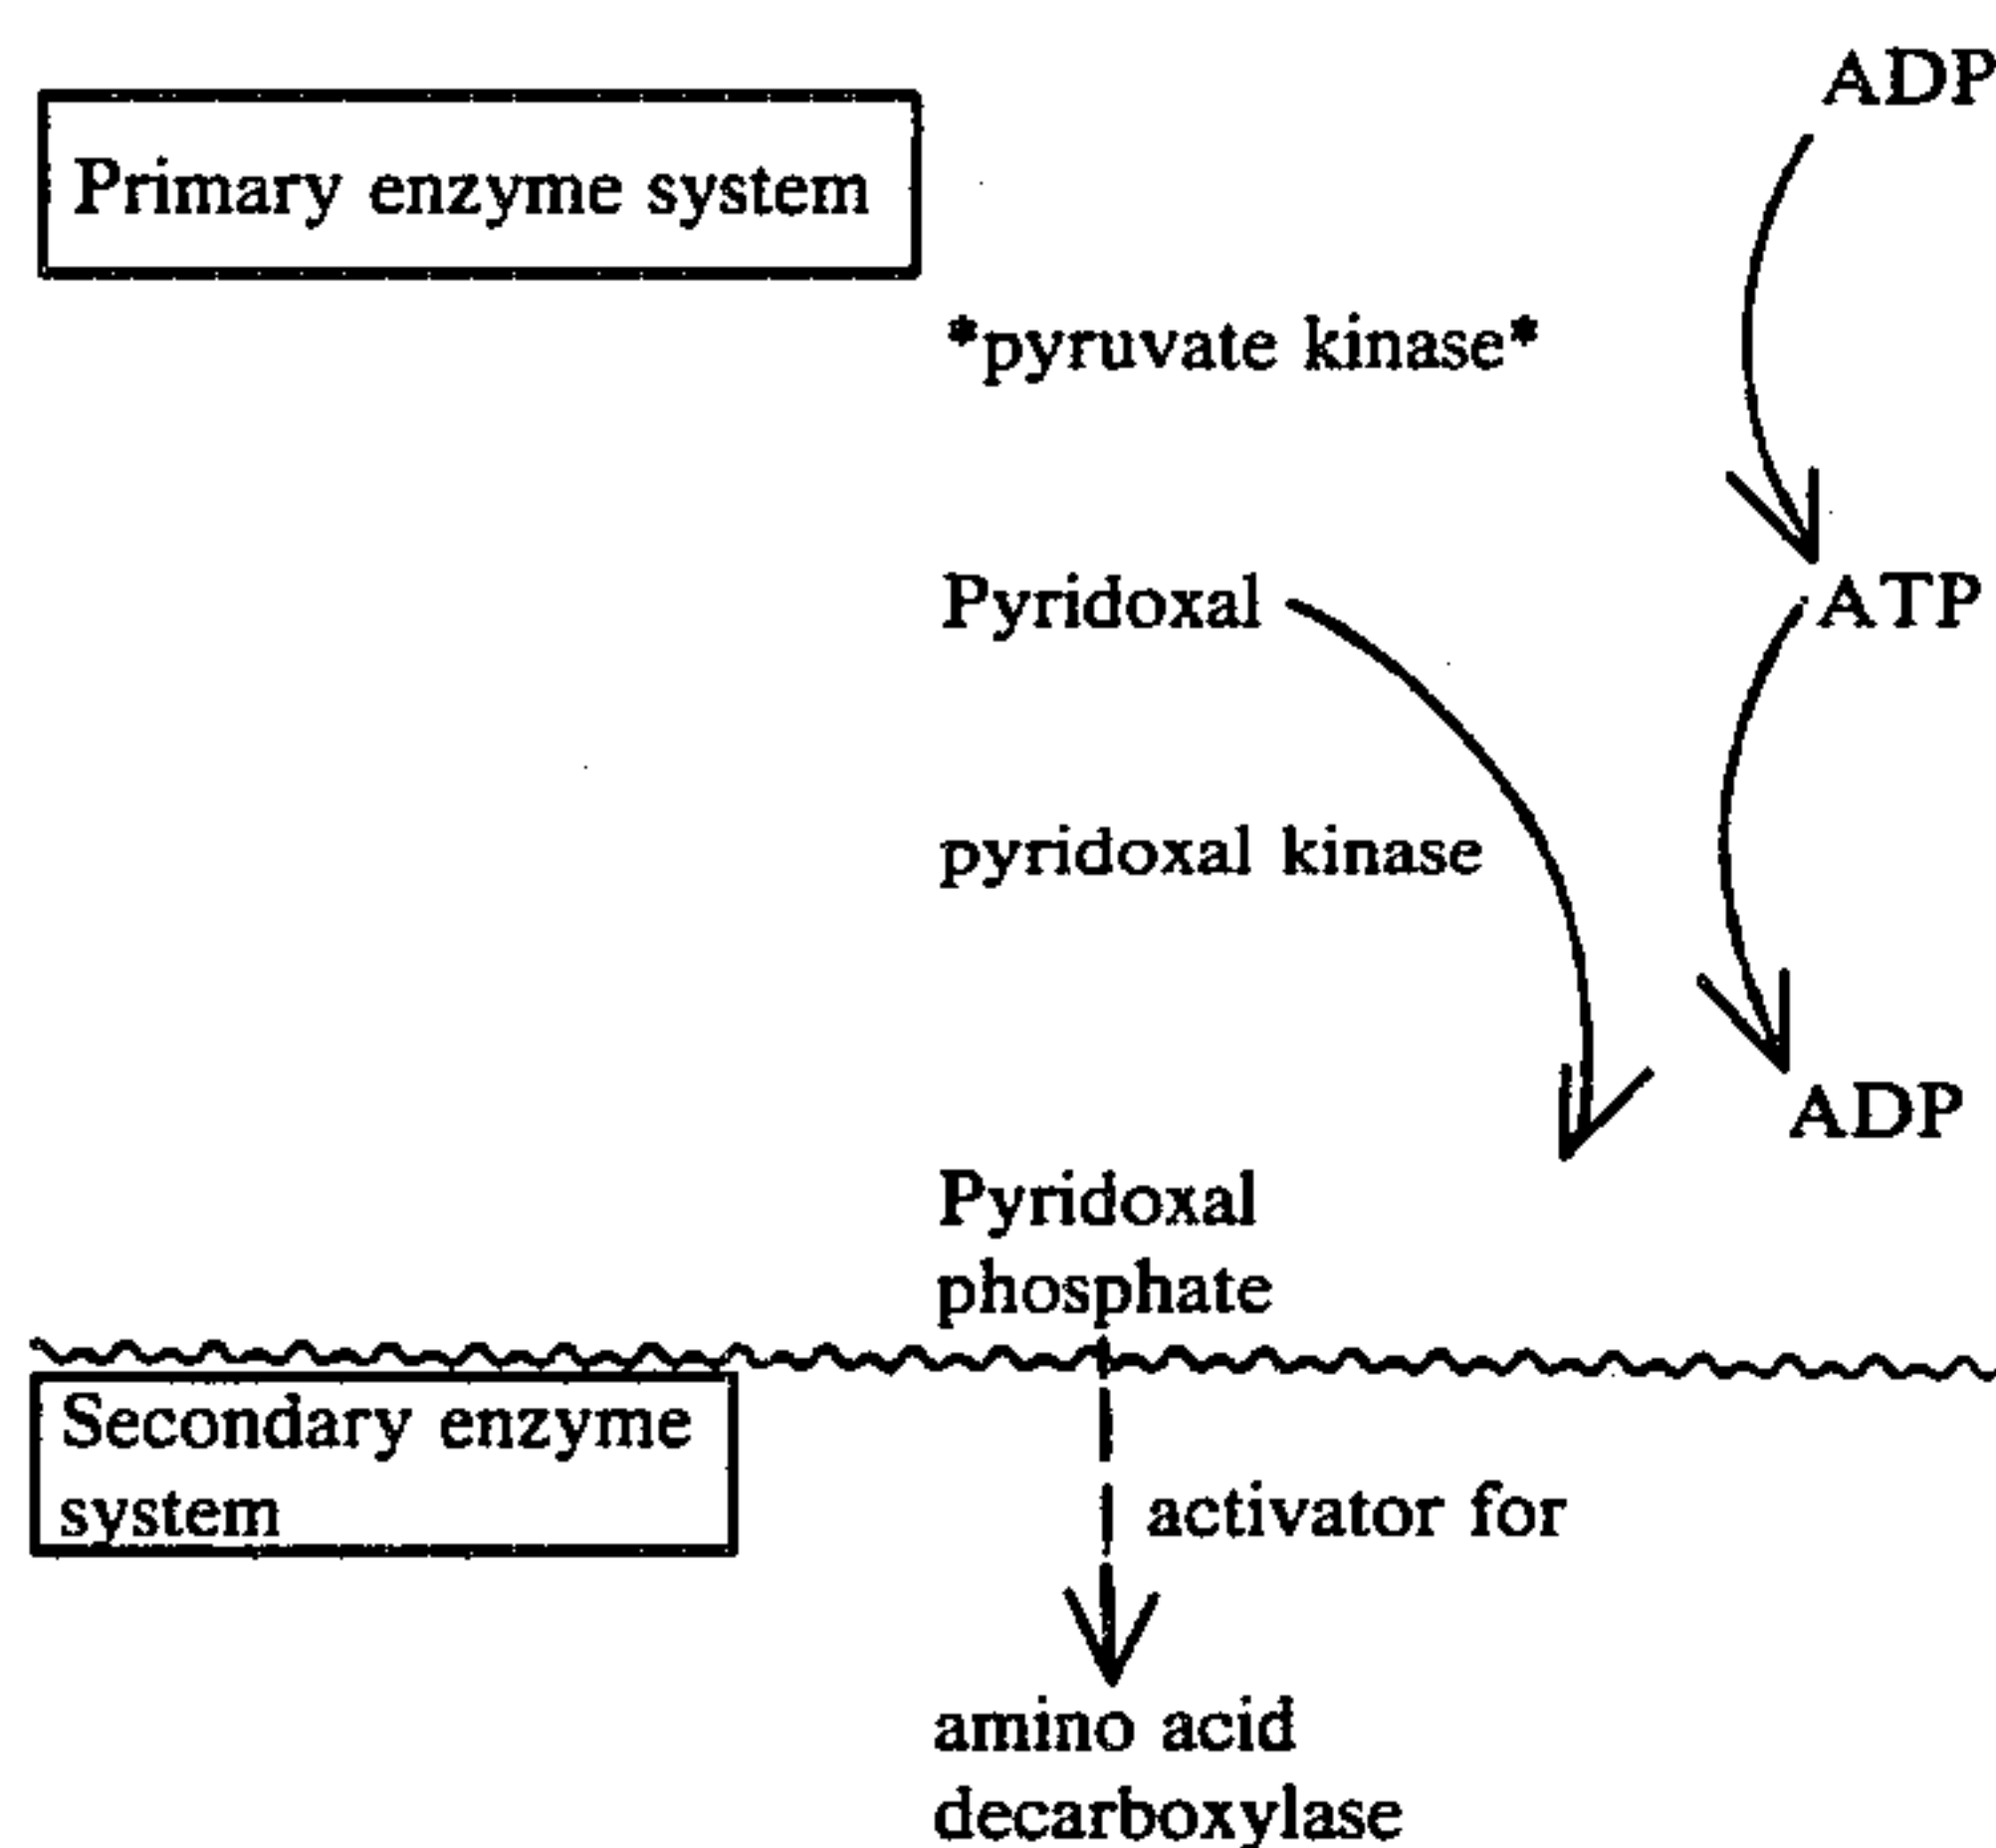 ADP
Primary enzyme system
*pyruvate kinase*
Pyridoxal
ATP
pyridoxal kinase
ADP
Pyridoxal
phosphate
Secondary enzyme
system
activator for
amino acid
decarboxylase